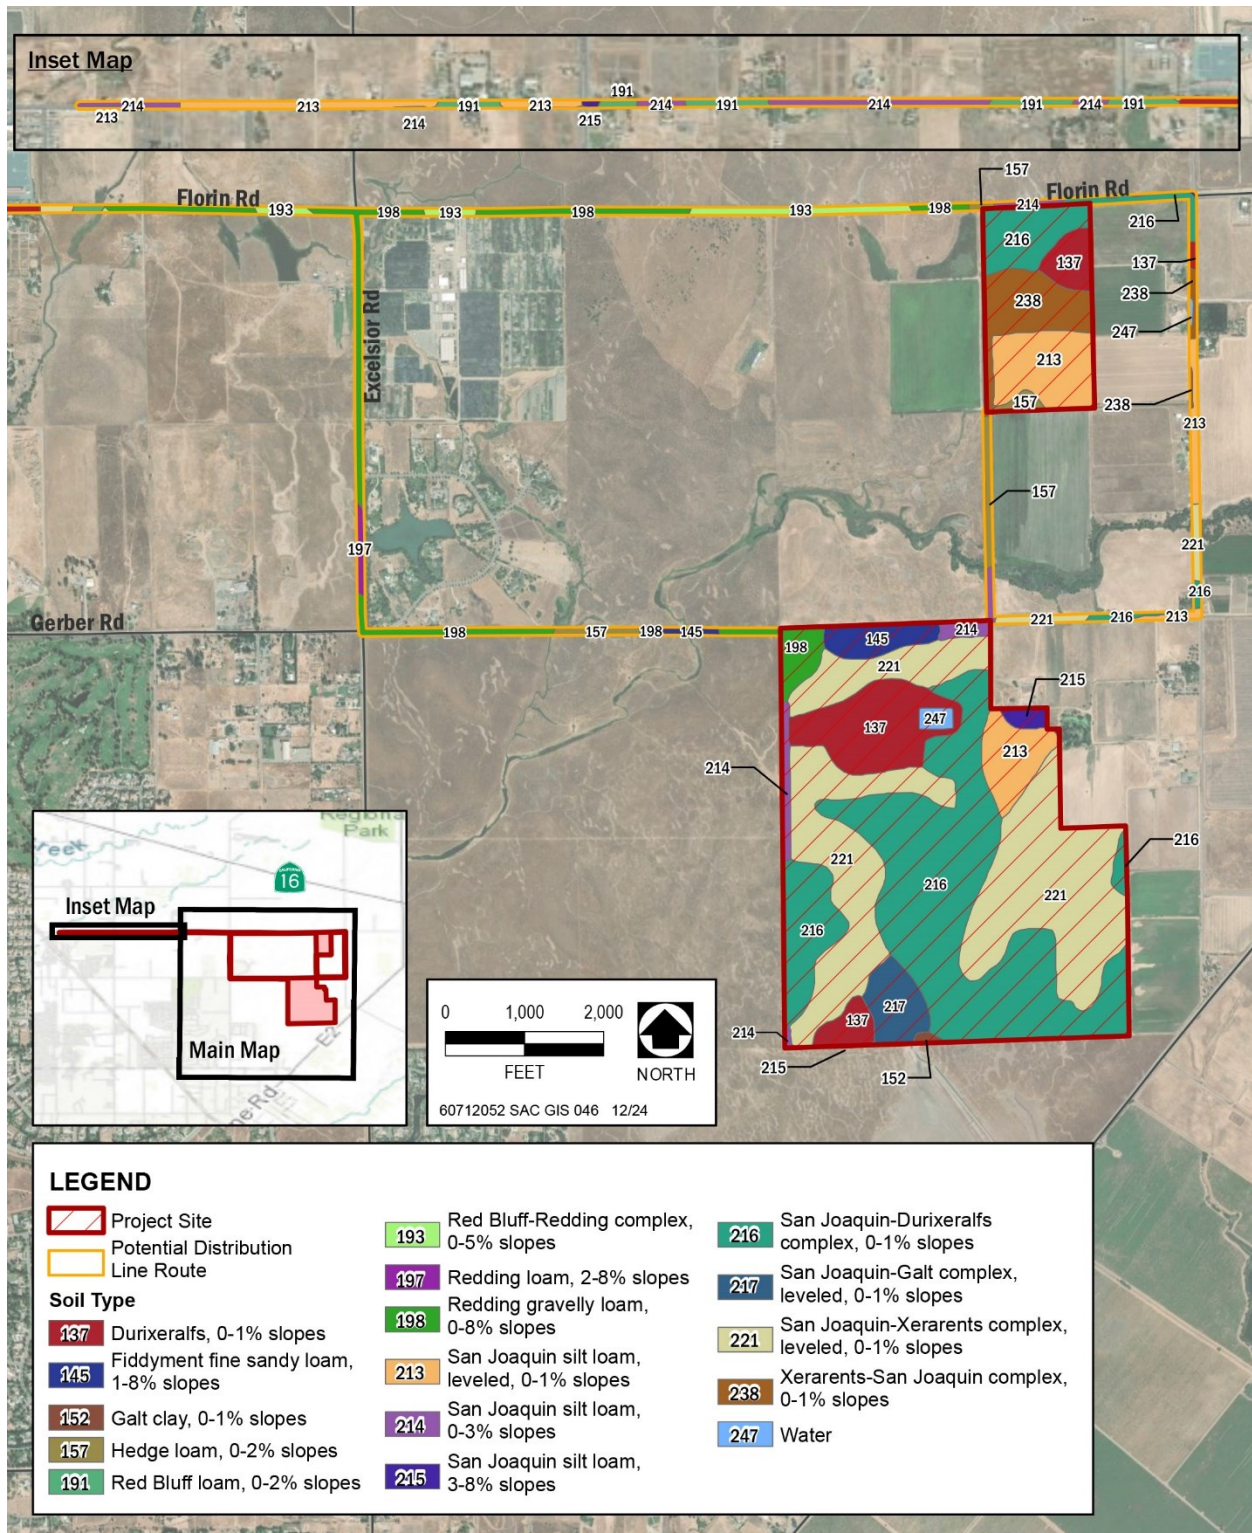 Inset Map
191
214
213
191
213
214
191
214
191
214
191
213
214
215
157
Florin Rd
Florin Rd
193
198
193
198
193
198
214
216
216
137
137
238
238
247
Excelsior Rd
213
157
238
213
157
197
221
216
Gerber Rd
198
157
198
145
221
216
213
198
145
214
221
215
137
247
213
214
221
216
221
216
216
217
137
214
215
152
Regional
Park
Creek
CALIFORNIA
16
Inset Map
Main Map
E2
ne Rd
0 1,000 2,000
FEET
NORTH
60712052 SAC GIS 046 12/24
LEGEND
Project Site
Potential Distribution
Line Route
Soil Type
137 Durixeralfs, 0-1% slopes
145 Fiddyment fine sandy loam,
1-8% slopes
152 Galt clay, 0-1% slopes
157 Hedge loam, 0-2% slopes
191 Red Bluff loam, 0-2% slopes
193 Red Bluff-Redding complex,
0-5% slopes
197 Redding loam, 2-8% slopes
198 Redding gravelly loam,
0-8% slopes
213 San Joaquin silt loam,
leveled, 0-1% slopes
214 San Joaquin silt loam,
0-3% slopes
215 San Joaquin silt loam,
3-8% slopes
216 San Joaquin-Durixeralfs
complex, 0-1% slopes
217 San Joaquin-Galt complex,
leveled, 0-1% slopes
221 San Joaquin-Xerarents complex,
leveled, 0-1% slopes
238 Xerarents-San Joaquin complex,
0-1% slopes
247 Water